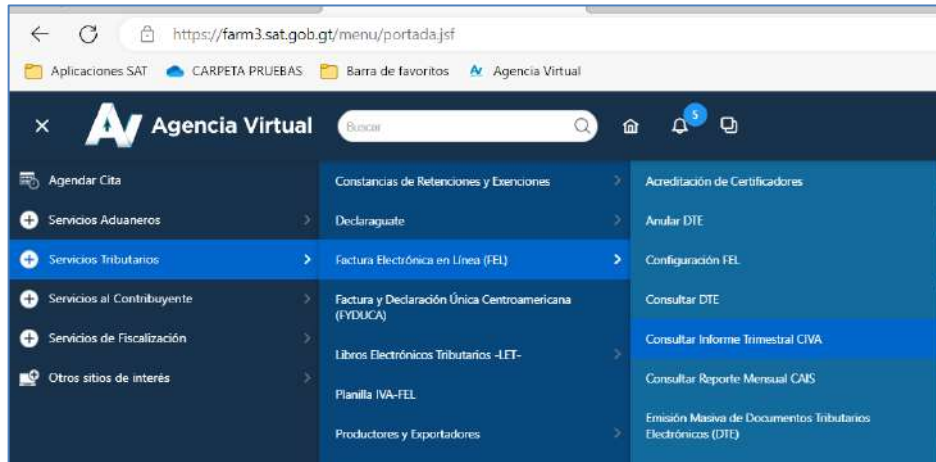 https://farm3.sat.gob.gt/menu/portada.jsf
Aplicaciones SAT CARPETA PRUEBAS Barra de favoritos Av Agencia Virtual
AV Agencia Virtual Buscar 5
Agendar Cita
Servicios Aduaneros
Servicios Tributarios
Servicios al Contribuyente
Servicios de Fiscalización
Otros sitios de interés
Constancias de Retenciones y Exenciones
Declaraguate
Factura Electrónica en Línea (FEL)
Factura y Declaración Única Centroamericana
(FYDUCA)
Libros Electrónicos Tributarios -LET-
Planilla IVA-FEL
Productores y Exportadores
Acreditación de Certificadores
Anular DTE
Configuración FEL
Consultar DTE
Consultar Informe Trimestral CIVA
Consultar Reporte Mensual CAIS
Emisión Masiva de Documentos Tributarios
Electrónicos (DTE)